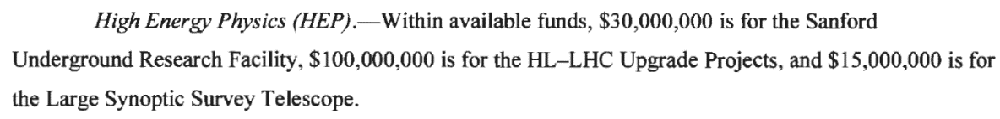 High Energy Physics (HEP).—Within available funds, $30,000,000 is for the Sanford
Underground Research Facility, $100,000,000 is for the HL–LHC Upgrade Projects, and $15,000,000 is for
the Large Synoptic Survey Telescope.